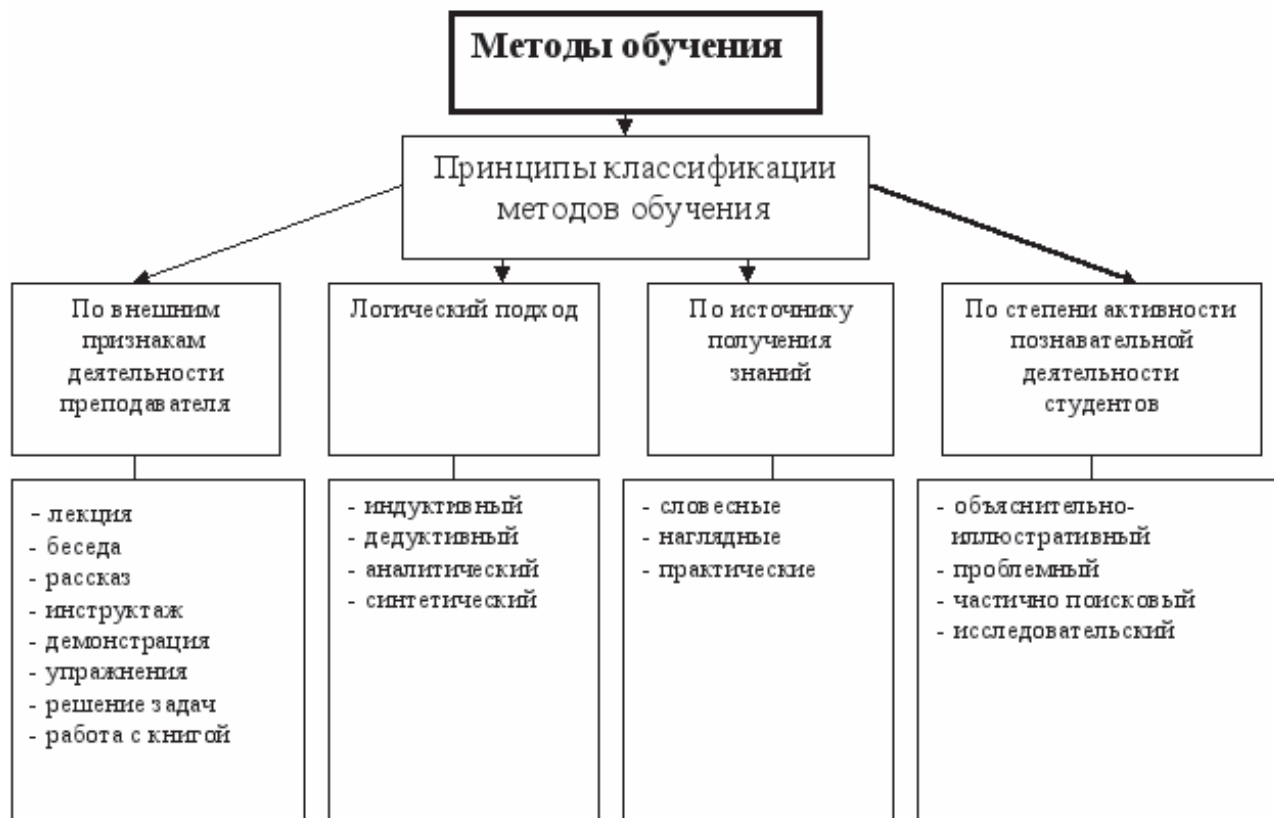 Методы обучения
Принципы классификации
методов обучения
По внешним
признакам
деятельности
преподавателя
Логический подход
По источнику
получения
знаний
По степени активности
познавательной
деятельности
студентов
- лекция
- беседа
- рассказ
- инструктаж
- демонстрация
- упражнения
- решение задач
- работа с книгой
- индуктивный
- дедуктивный
- аналитический
- синтетический
- словесные
- наглядные
- практические
- объяснительно-
иллюстративный
- проблемный
- частично поисковый
- исследовательский